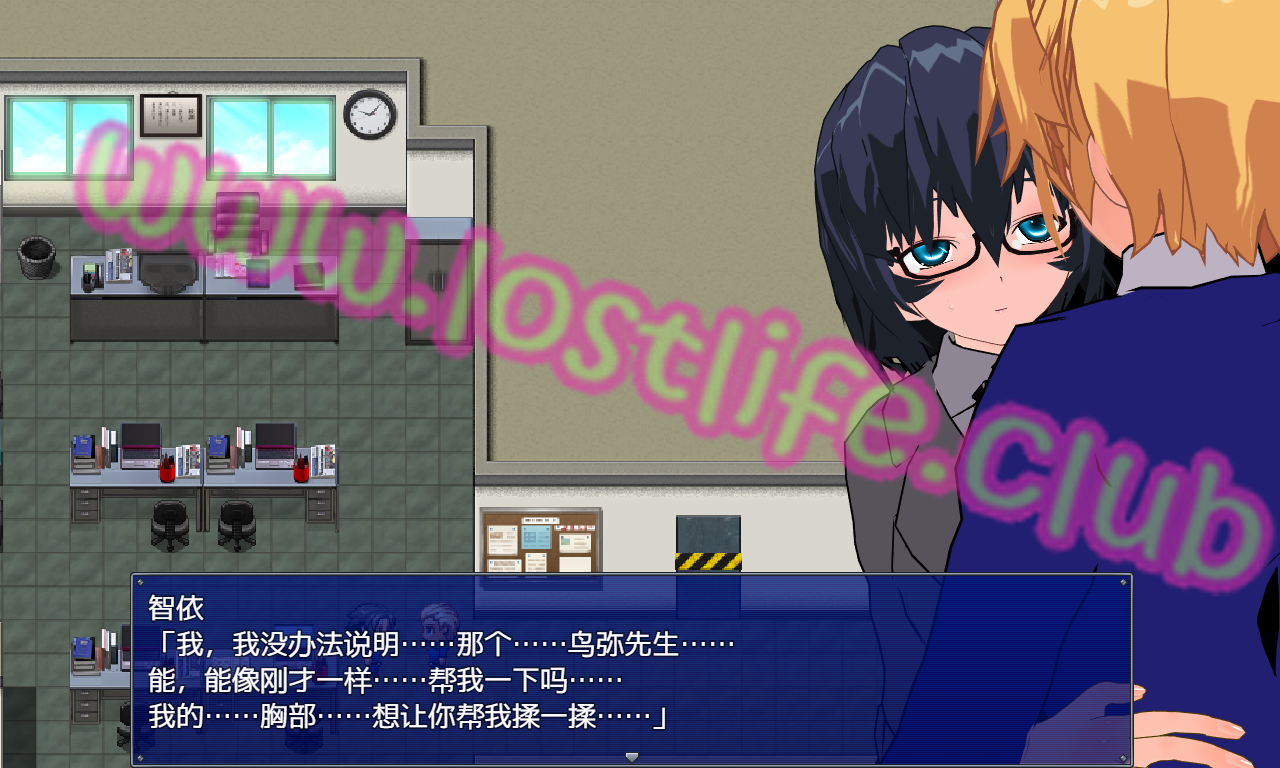 www.lostlife.club
智依
「我，我没办法说明……那个……鸟弥先生……
能，能像刚才一样……帮我一下吗……
我的……胸部……想让你帮我揉一揉……」